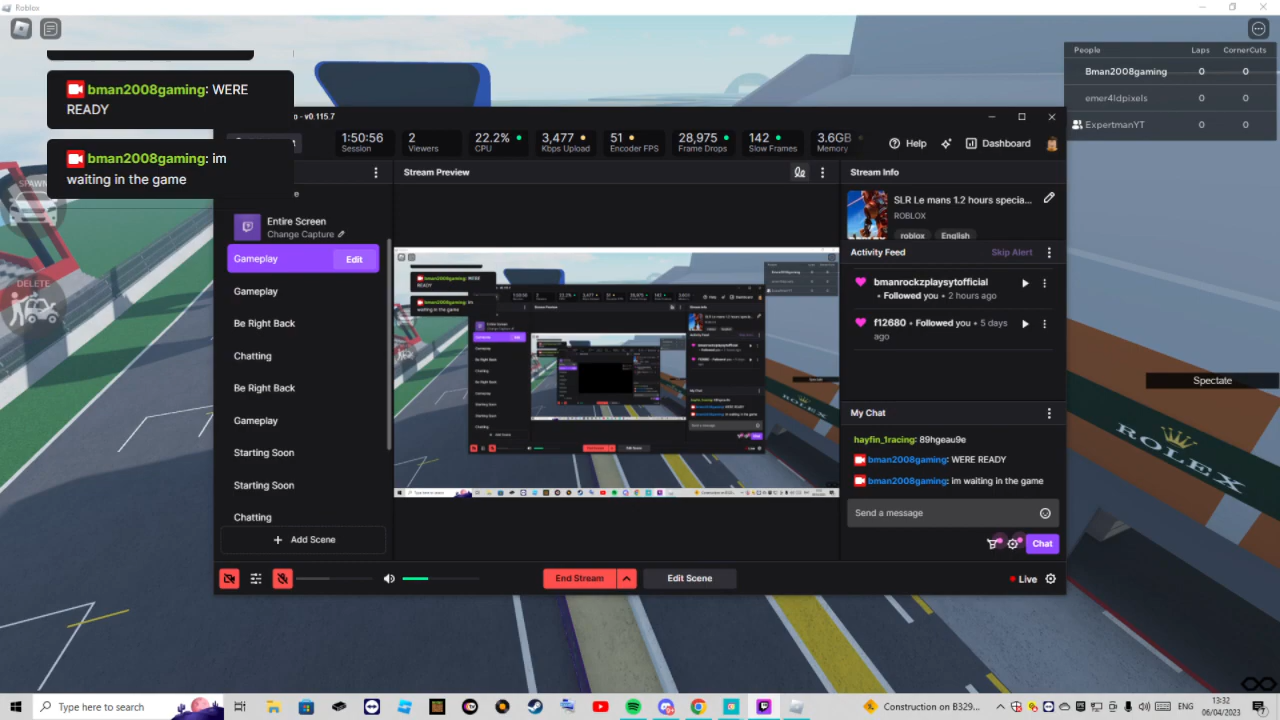 Roblox
People Laps CornerCuts
Bman2008gaming 0 0
emer4ldpixels 0 0
ExpertmanYT 0 0
bman2008gaming: WERE
READY
bman2008gaming: im
waiting in the game
SPAWN
DELETE
o - v0.115.7
1:50:56
Session
2
Viewers
22.2%
CPU
3,477
Kbps Upload
51
Encoder FPS
28,975
Frame Drops
142
Slow Frames
3.6GB
Memory
Help
Dashboard
Entire Screen
Change Capture
Gameplay Edit
Gameplay
Be Right Back
Chatting
Be Right Back
Gameplay
Starting Soon
Starting Soon
Chatting
+ Add Scene
Stream Preview
Stream Info
SLR Le mans 1.2 hours specia...
ROBLOX
roblox English
Activity Feed Skip Alert
bmanrockzplaysytofficial
• Followed you • 2 hours ago
f12680 • Followed you • 5 days
ago
My Chat
hayfin_1racing: 89hgeau9e
bman2008gaming: WERE READY
bman2008gaming: im waiting in the game
Send a message
Chat
End Stream
Edit Scene
Live
Spectate
ROLEX
ROLEX
Type here to search
Construction on B329...
ENG
13:32
06/04/2023